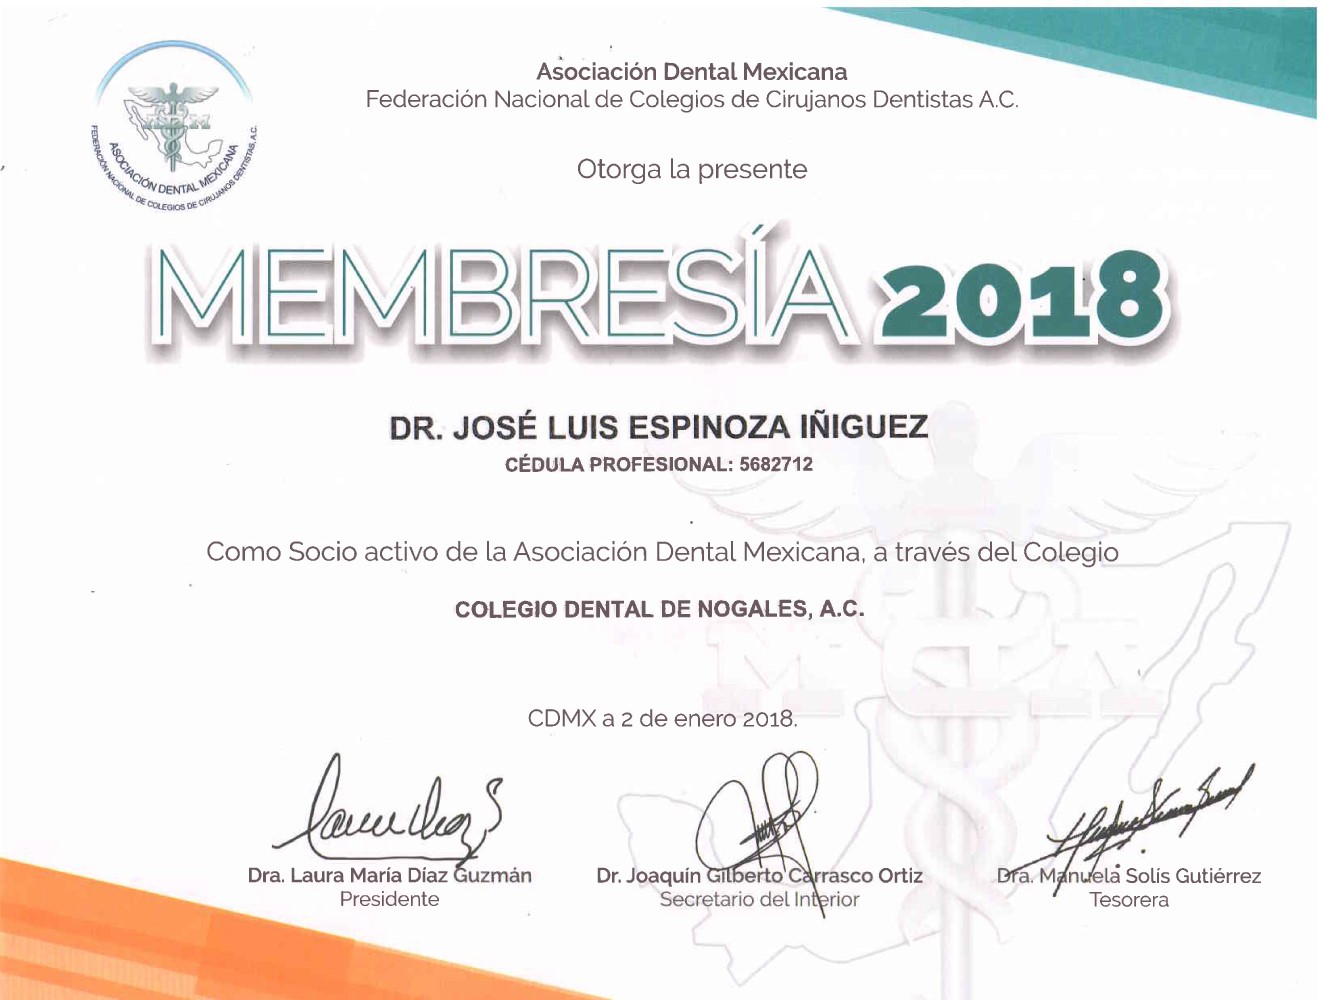 Asociación Dental Mexicana
Federación Nacional de Colegios de Cirujanos Dentistas A.C.
ASOCIACIÓN DENTAL MEXICANA
FEDERACIÓN NACIONAL DE COLEGIOS DE CIRUJANOS DENTISTAS, A.C.
Otorga la presente
MEMBRESÍA 2018
DR. JOSÉ LUIS ESPINOZA IÑIGUEZ
CÉDULA PROFESIONAL: 5682712
Como Socio activo de la Asociación Dental Mexicana, a través del Colegio
COLEGIO DENTAL DE NOGALES, A.C.
CDMX a 2 de enero 2018.
Dra. Laura María Díaz Guzmán
Presidente
Dr. Joaquín Gilberto Carrasco Ortiz
Secretario del Interior
Dra. Manuela Solís Gutiérrez
Tesorera